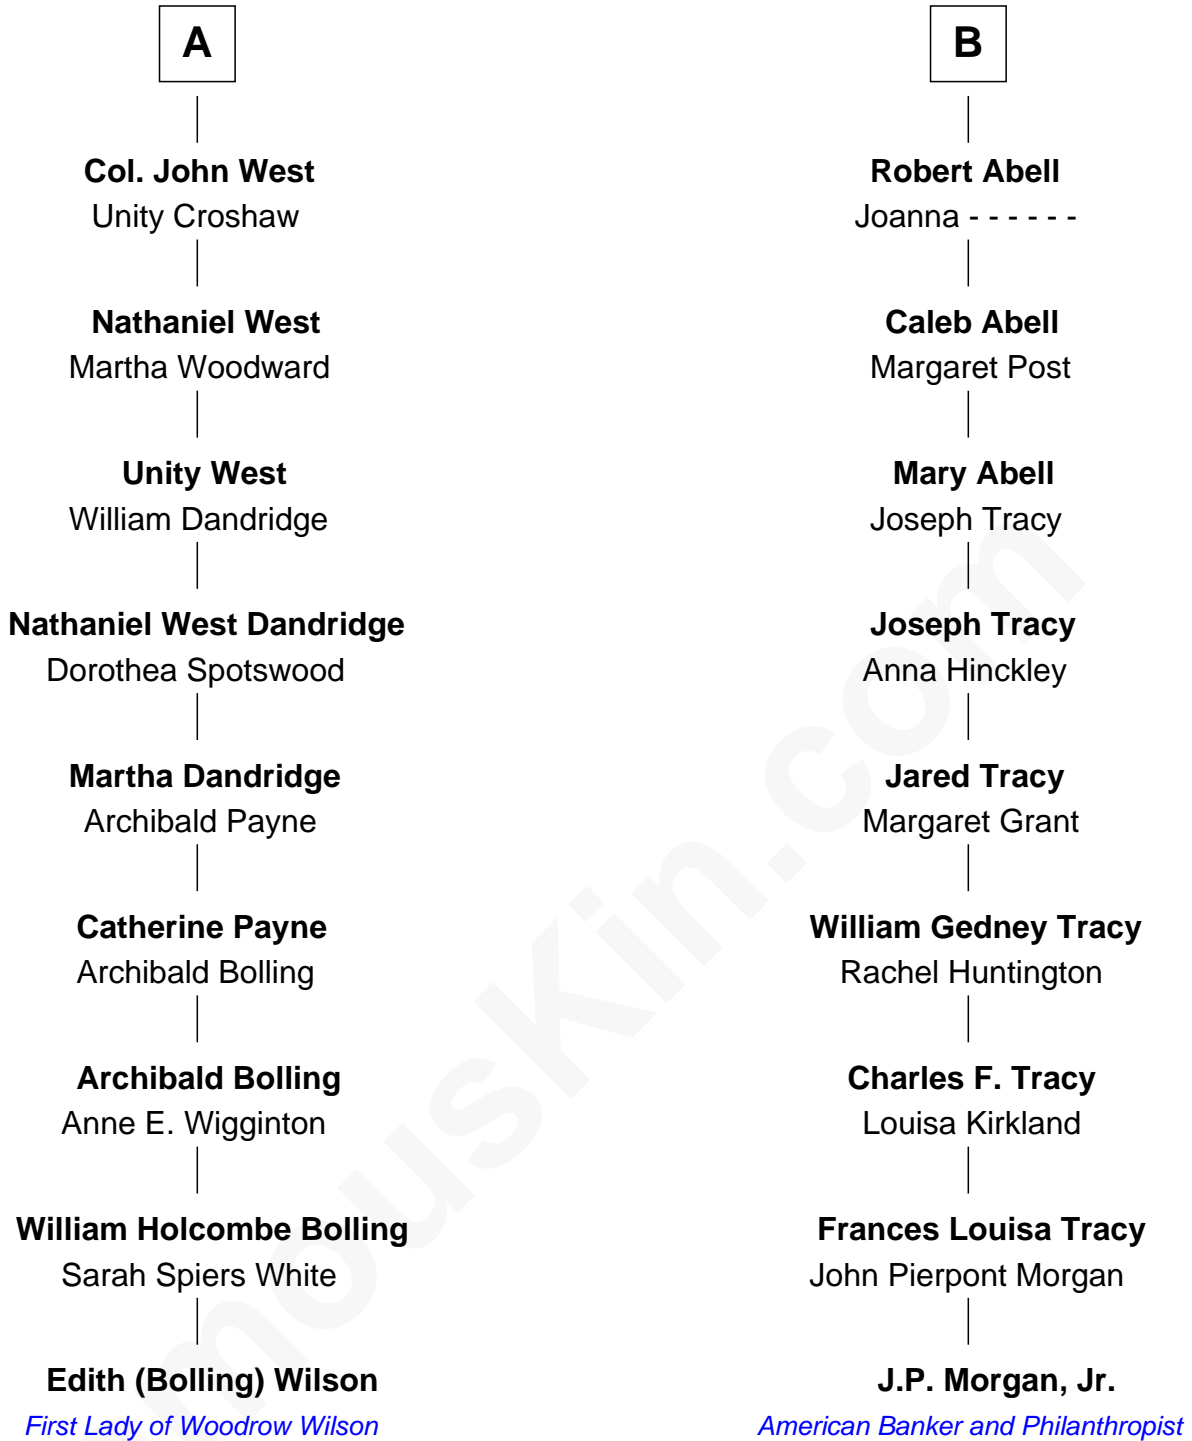 A
Col. John West
Unity Croshaw
Nathaniel West
Martha Woodward
Unity West
William Dandridge
Nathaniel West Dandridge
Dorothea Spotswood
Martha Dandridge
Archibald Payne
Catherine Payne
Archibald Bolling
Archibald Bolling
Anne E. Wigginton
William Holcombe Bolling
Sarah Spiers White
Edith (Bolling) Wilson
First Lady of Woodrow Wilson
B
Robert Abell
Joanna - - - - - -
Caleb Abell
Margaret Post
Mary Abell
Joseph Tracy
Joseph Tracy
Anna Hinckley
Jared Tracy
Margaret Grant
William Gedney Tracy
Rachel Huntington
Charles F. Tracy
Louisa Kirkland
Frances Louisa Tracy
John Pierpont Morgan
J.P. Morgan, Jr.
American Banker and Philanthropist
mouskin.com